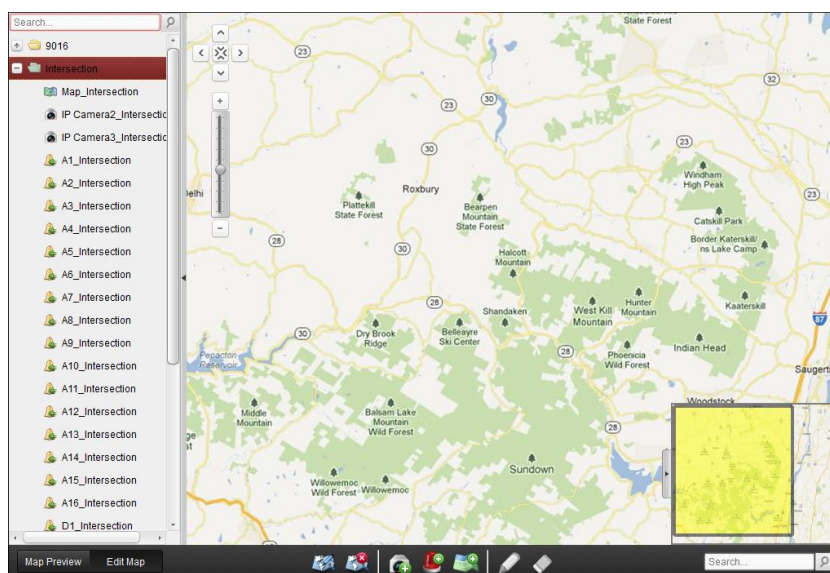 Search...
9016
Intersection
Map_Intersection
IP Camera2_Intersectic
IP Camera3_Intersectic
A1_Intersection
A2_Intersection
A3_Intersection
A4_Intersection
A5_Intersection
A6_Intersection
A7_Intersection
A8_Intersection
A9_Intersection
A10_Intersection
A11_Intersection
A12_Intersection
A13_Intersection
A14_Intersection
A15_Intersection
A16_Intersection
D1_Intersection
State Forest
23
32
23
30
23
30
Windham
High Peak
elhi
Roxbury
Plattekill
State Forest
Bearpen
Mountain
State Forest
23
Catskill Park
28
30
Border Katerskill/
ns Lake Camp
Halcott
Mountain
28
Shandaken
West Kill
Mountain
Hunter
Mountain
Kaaterskill
87
30
Dry Brook
Ridge
Belleayre
Ski Center
28
Phoenicia
Wild Forest
Indian Head
Pepacton
Reservoir
Saugerti
Woodstock
Middle
Mountain
Balsam Lake
Mountain
Wild Forest
28
ge
st
Sundown
Willowemoc
Wild Forest
Willowemoc
Map Preview
Edit Map
Search...